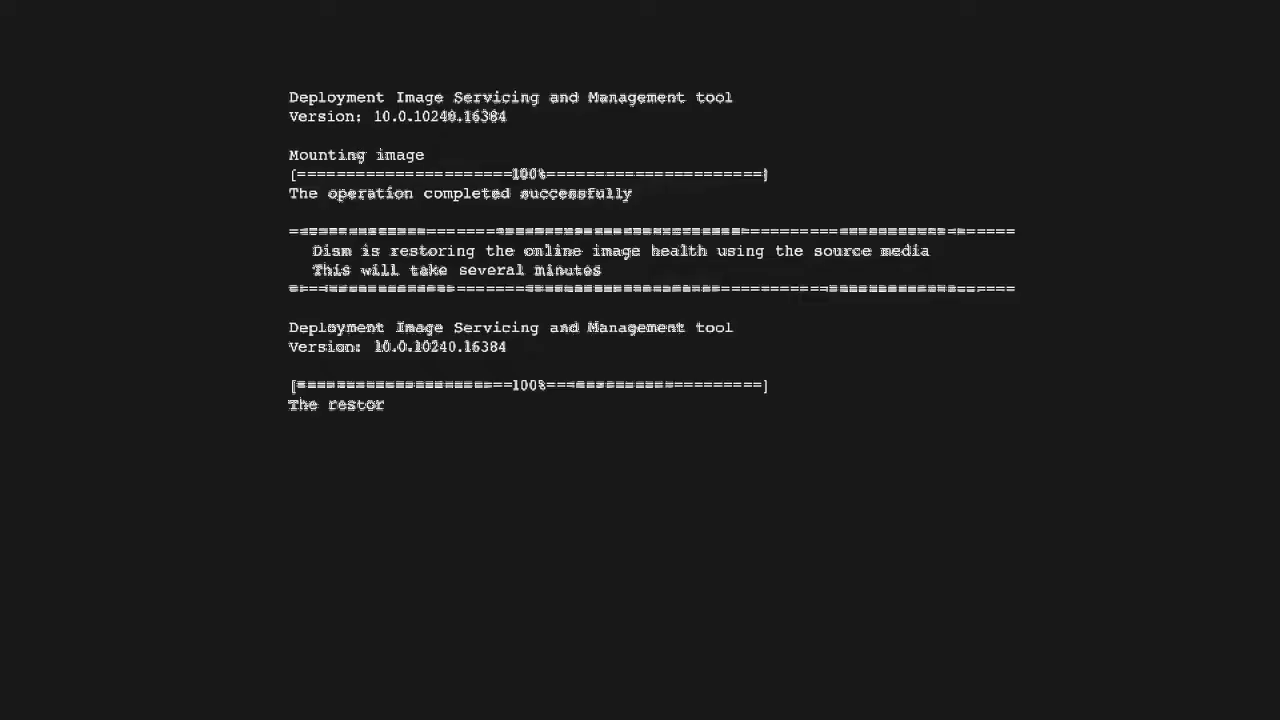 Deployment Image Servicing and Management tool
Version: 10.0.10240.16384
Mounting image
[======================100%======================]
The operation completed successfully
===========================================================================
Dism is restoring the online image health using the source media
This will take several minutes
===========================================================================
Deployment Image Servicing and Management tool
Version: 10.0.10240.16384
[======================100%======================]
The restor